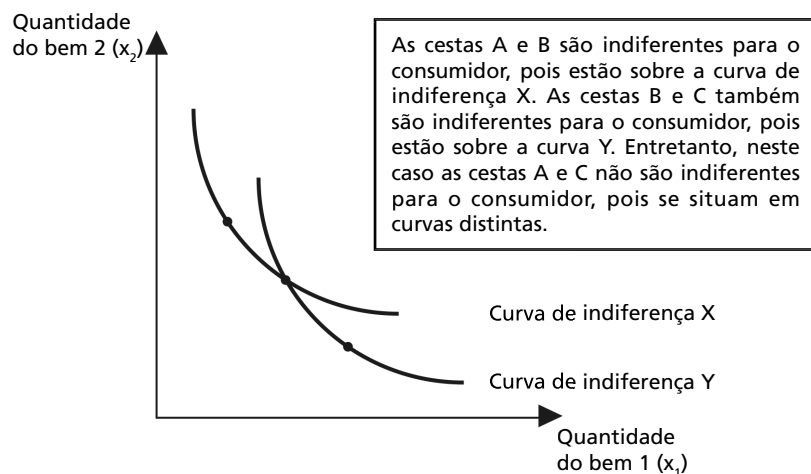 Quantidade
do bem 2 (x₂)
As cestas A e B são indiferentes para o
consumidor, pois estão sobre a curva de
indiferença X. As cestas B e C também
são indiferentes para o consumidor, pois
estão sobre a curva Y. Entretanto, neste
caso as cestas A e C não são indiferentes
para o consumidor, pois se situam em
curvas distintas.
Curva de indiferença X
Curva de indiferença Y
Quantidade
do bem 1 (x₁)